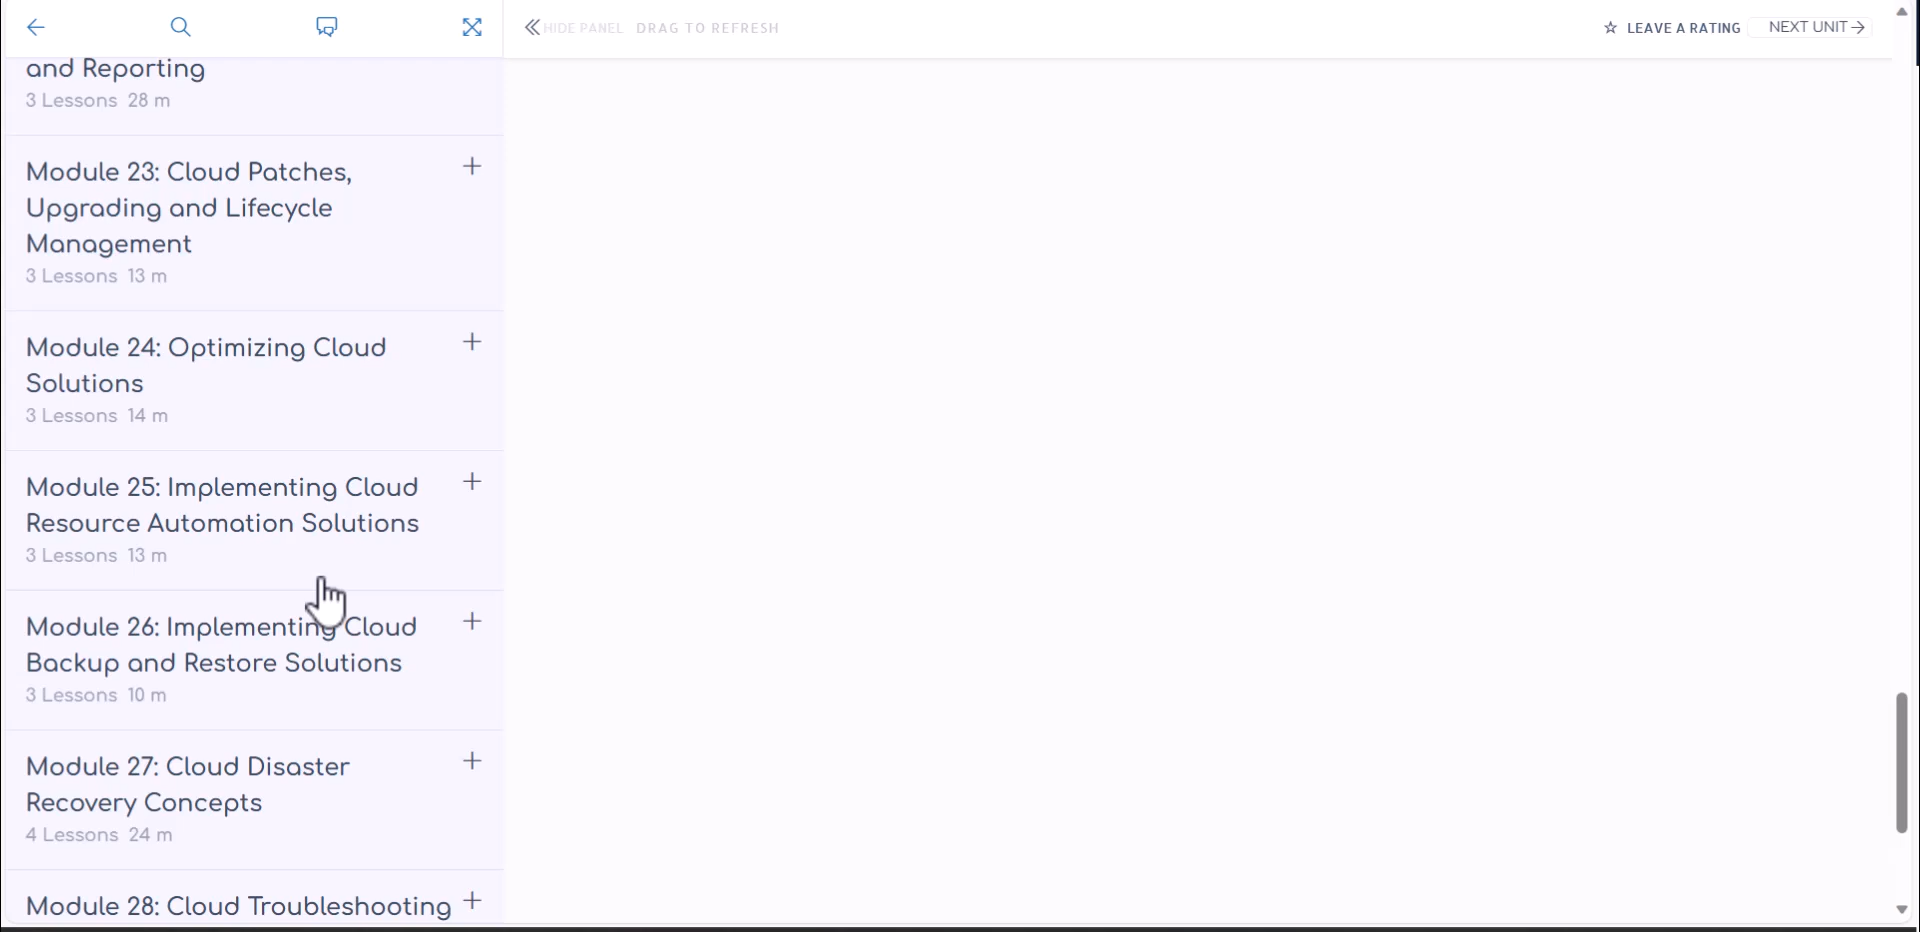 HIDE PANEL DRAG TO REFRESH
LEAVE A RATING NEXT UNIT
and Reporting
3 Lessons 28 m
Module 23: Cloud Patches,
Upgrading and Lifecycle
Management
3 Lessons 13 m
Module 24: Optimizing Cloud
Solutions
3 Lessons 14 m
Module 25: Implementing Cloud
Resource Automation Solutions
3 Lessons 13 m
Module 26: Implementing Cloud
Backup and Restore Solutions
3 Lessons 10 m
Module 27: Cloud Disaster
Recovery Concepts
4 Lessons 24 m
Module 28: Cloud Troubleshooting